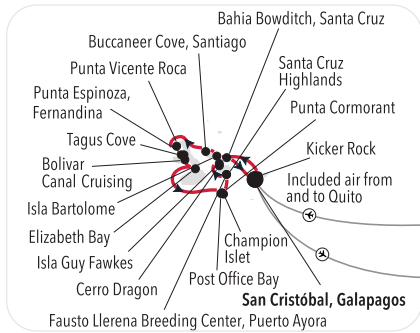 Bahia Bowditch, Santa Cruz
Buccaneer Cove, Santiago
Santa Cruz
Highlands
Punta Vicente Roca
Punta Espinoza,
Fernandina
Punta Cormorant
Tagus Cove
Kicker Rock
Bolivar
Canal Cruising
Included air from
and to Quito
Isla Bartolome
Elizabeth Bay
Champion
Islet
Isla Guy Fawkes
Post Office Bay
Cerro Dragon
San Cristóbal, Galapagos
Fausto Llerena Breeding Center, Puerto Ayora